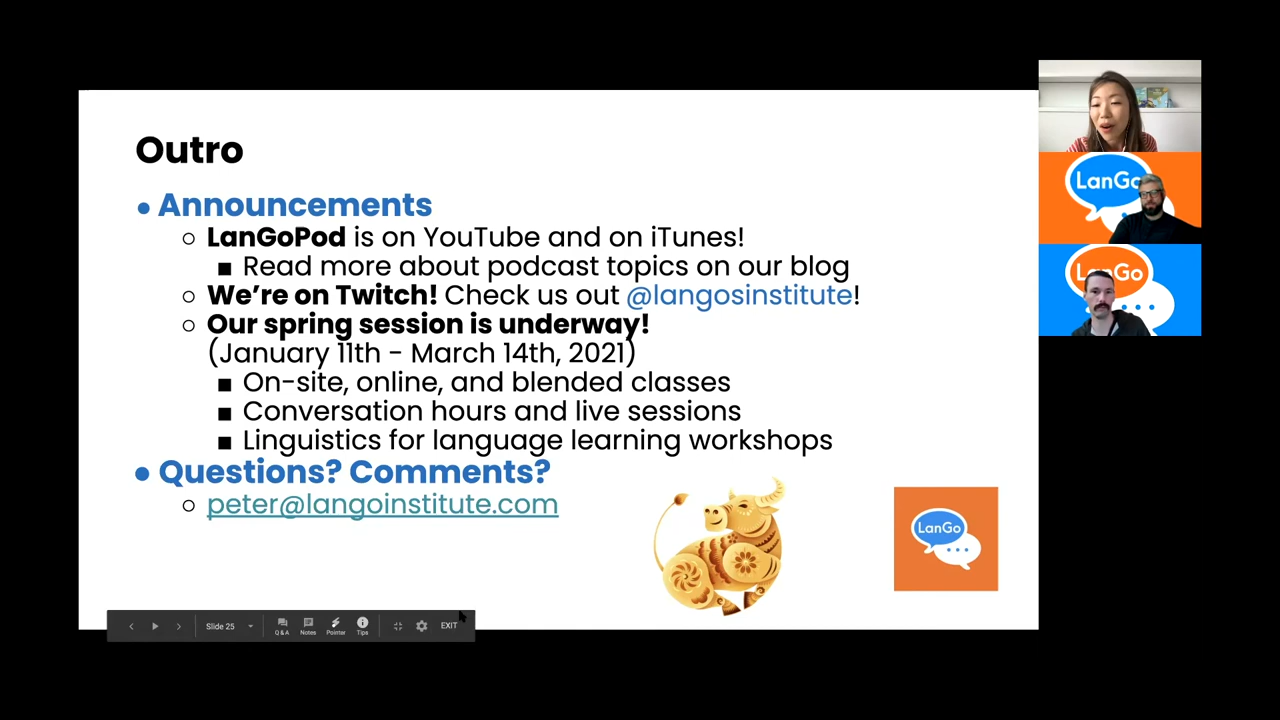 Outro
● Announcements
○ LanGoPod is on YouTube and on iTunes!
■ Read more about podcast topics on our blog
○ We're on Twitch! Check us out @langosinstitute!
○ Our spring session is underway!
(January 11th - March 14th, 2021)
■ On-site, online, and blended classes
■ Conversation hours and live sessions
■ Linguistics for language learning workshops
● Questions? Comments?
○ peter@langoinstitute.com
LanGo
Slide 25
Q&A
Notes
Pointer
Tips
EXIT
LanGo
LanGo